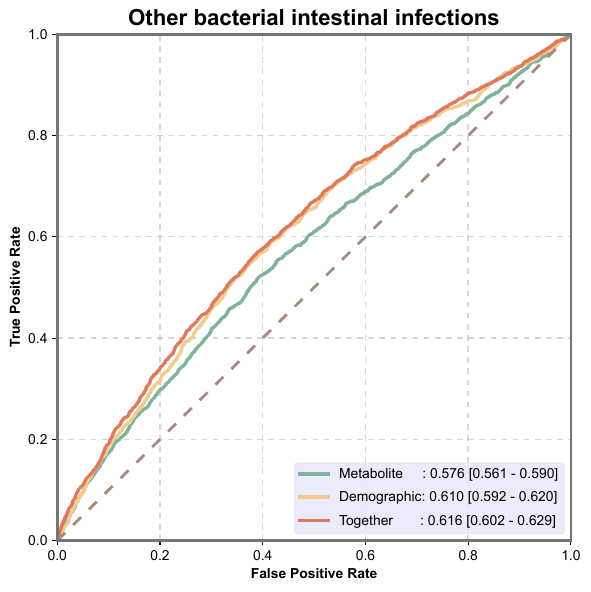 Other bacterial intestinal infections
1.0
0.8
0.6
0.4
0.2
0.0
True Positive Rate
Metabolite : 0.576 [0.561 - 0.590]
Demographic: 0.610 [0.592 - 0.620]
Together : 0.616 [0.602 - 0.629]
0.0 0.2 0.4 0.6 0.8 1.0
False Positive Rate